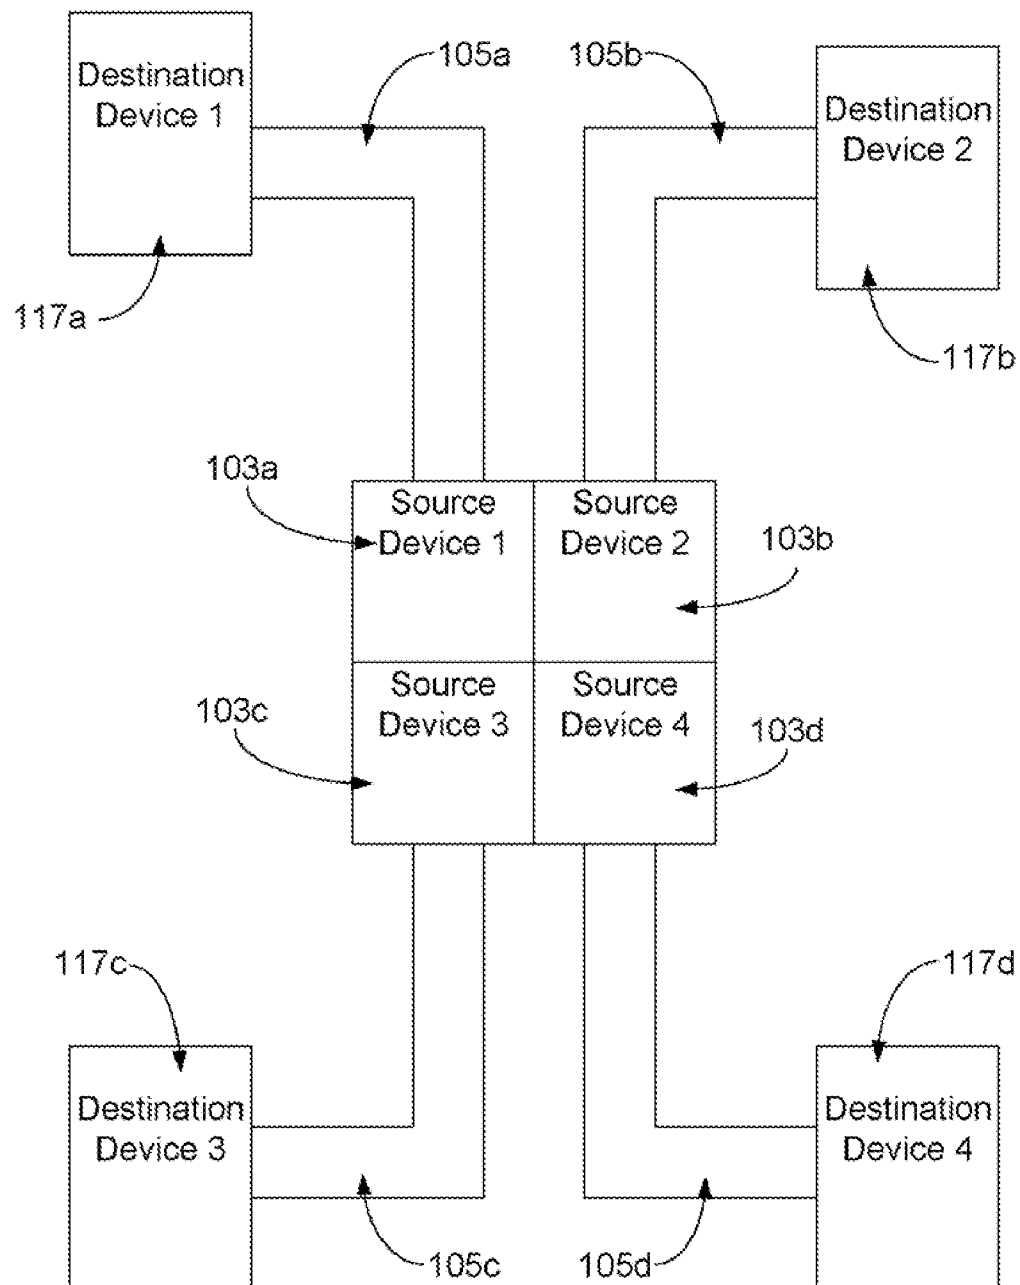 105a
105b
Destination
Device 1
Destination
Device 2
117a
117b
103a
Source
Device 1
Source
Device 2
103b
Source
Device 3
Source
Device 4
103c
103d
117c
117d
Destination
Device 3
Destination
Device 4
105c
105d